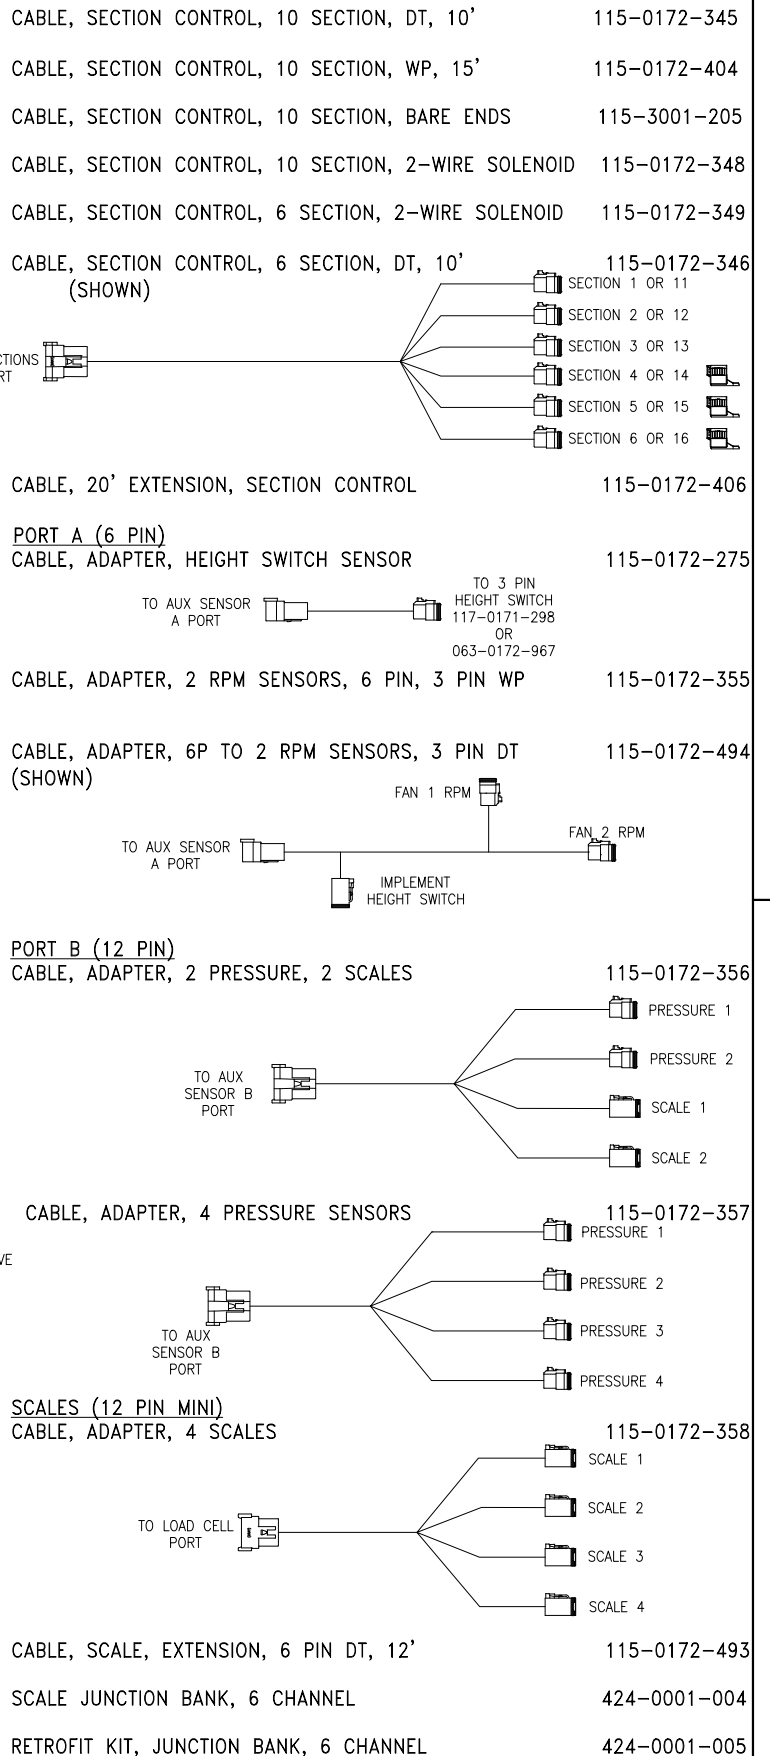 CABLE, SECTION CONTROL, 10 SECTION, DT, 10' 115-0172-345
CABLE, SECTION CONTROL, 10 SECTION, WP, 15' 115-0172-404
CABLE, SECTION CONTROL, 10 SECTION, BARE ENDS 115-3001-205
CABLE, SECTION CONTROL, 10 SECTION, 2-WIRE SOLENOID 115-0172-348
CABLE, SECTION CONTROL, 6 SECTION, 2-WIRE SOLENOID 115-0172-349
CABLE, SECTION CONTROL, 6 SECTION, DT, 10' 115-0172-346
(SHOWN)
SECTION 1 OR 11
SECTION 2 OR 12
SECTION 3 OR 13
CTIONS
RT
SECTION 4 OR 14
SECTION 5 OR 15
SECTION 6 OR 16
CABLE, 20' EXTENSION, SECTION CONTROL 115-0172-406
PORT A (6 PIN)
CABLE, ADAPTER, HEIGHT SWITCH SENSOR 115-0172-275
TO AUX SENSOR
A PORT
TO 3 PIN
HEIGHT SWITCH
117-0171-298
OR
063-0172-967
CABLE, ADAPTER, 2 RPM SENSORS, 6 PIN, 3 PIN WP 115-0172-355
CABLE, ADAPTER, 6P TO 2 RPM SENSORS, 3 PIN DT 115-0172-494
(SHOWN)
FAN 1 RPM
FAN 2 RPM
TO AUX SENSOR
A PORT
IMPLEMENT
HEIGHT SWITCH
PORT B (12 PIN)
CABLE, ADAPTER, 2 PRESSURE, 2 SCALES 115-0172-356
PRESSURE 1
PRESSURE 2
TO AUX
SENSOR B
PORT
SCALE 1
SCALE 2
CABLE, ADAPTER, 4 PRESSURE SENSORS 115-0172-357
PRESSURE 1
VE
PRESSURE 2
PRESSURE 3
TO AUX
SENSOR B
PORT
PRESSURE 4
SCALES (12 PIN MINI)
CABLE, ADAPTER, 4 SCALES 115-0172-358
SCALE 1
SCALE 2
TO LOAD CELL
PORT
SCALE 3
SCALE 4
CABLE, SCALE, EXTENSION, 6 PIN DT, 12' 115-0172-493
SCALE JUNCTION BANK, 6 CHANNEL 424-0001-004
RETROFIT KIT, JUNCTION BANK, 6 CHANNEL 424-0001-005